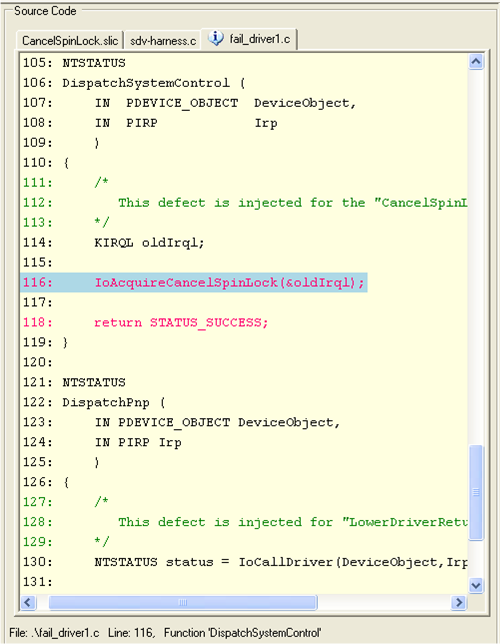 Source Code
CancelSpinLock.slic sdv-harness.c fail_driver1.c
105: NTSTATUS
106: DispatchSystemControl (
107:     IN  PDEVICE_OBJECT  DeviceObject,
108:     IN  PIRP            Irp
109:     )
110: {
111:     /*
112:        This defect is injected for the "CancelSpinL
113:     */
114:     KIRQL oldIrql;
115:
116:     IoAcquireCancelSpinLock(&oldIrql);
117:
118:     return STATUS_SUCCESS;
119: }
120:
121: NTSTATUS
122: DispatchPnp (
123:     IN PDEVICE_OBJECT DeviceObject,
124:     IN PIRP Irp
125:     )
126: {
127:     /*
128:        This defect is injected for "LowerDriverRetu
129:     */
130:     NTSTATUS status = IoCallDriver(DeviceObject,Irp
131:
File: .\fail_driver1.c   Line: 116,   Function 'DispatchSystemControl'